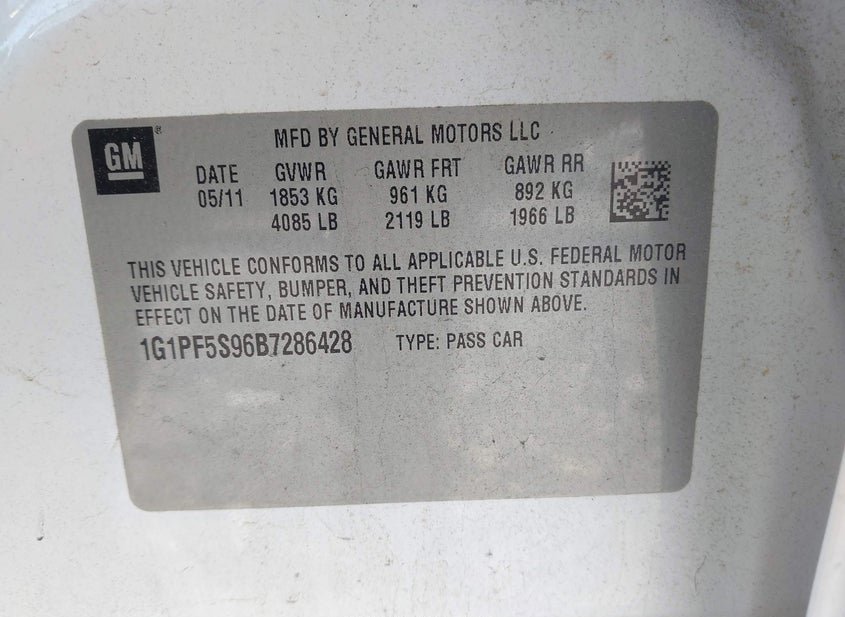 GM ®
MFD BY GENERAL MOTORS LLC
DATE GVWR GAWR FRT GAWR RR
05/11 1853 KG 961 KG 892 KG
4085 LB 2119 LB 1966 LB
THIS VEHICLE CONFORMS TO ALL APPLICABLE U.S. FEDERAL MOTOR
VEHICLE SAFETY, BUMPER, AND THEFT PREVENTION STANDARDS IN
EFFECT ON THE DATE OF MANUFACTURE SHOWN ABOVE.
1G1PF5S96B7286428 TYPE: PASS CAR